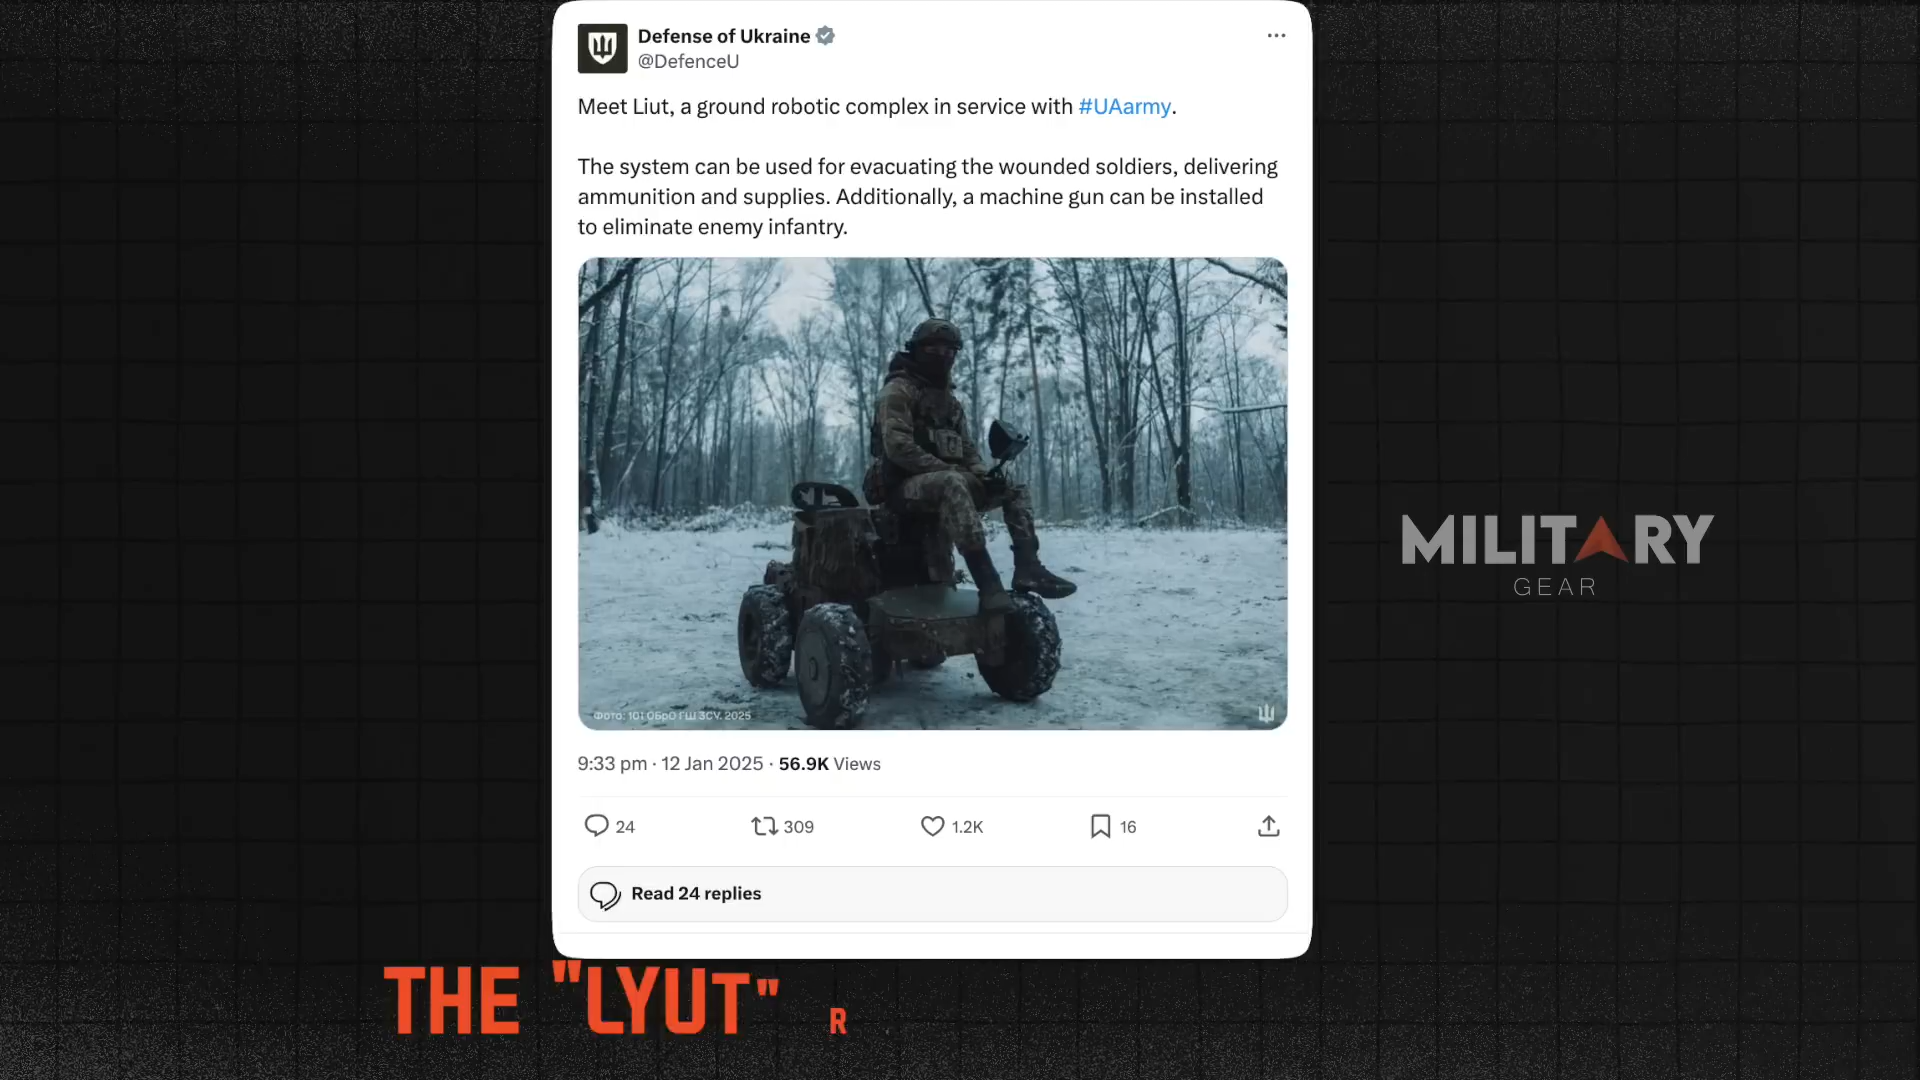 Defense of Ukraine
@DefenceU
Meet Liut, a ground robotic complex in service with #UAarmy.
The system can be used for evacuating the wounded soldiers, delivering
ammunition and supplies. Additionally, a machine gun can be installed
to eliminate enemy infantry.
Фото: 101 ОБрО ГШ ЗСУ, 2025
9:33 pm · 12 Jan 2025 · 56.9K Views
24 309 1.2K 16
Read 24 replies
MILITARY
GEAR
THE "LYUT" R